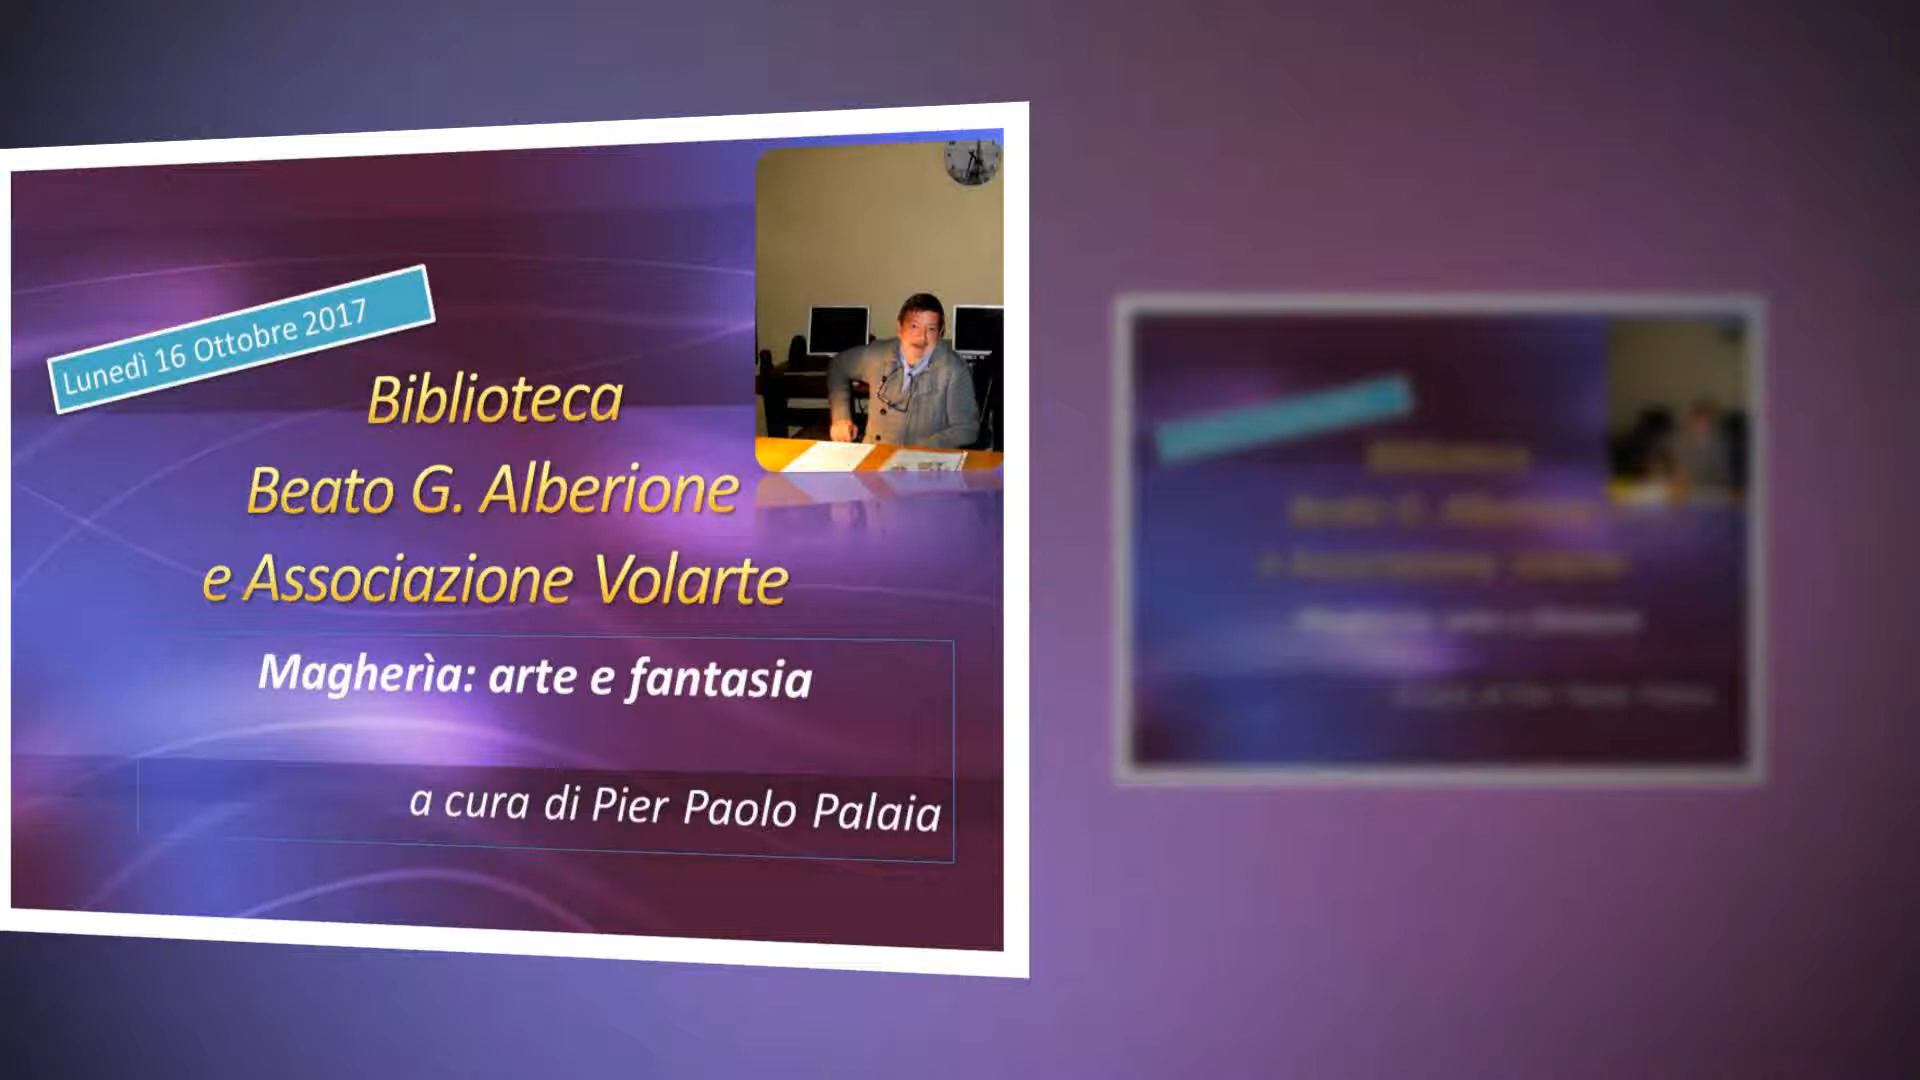 Lunedì 16 Ottobre 2017
Biblioteca
Beato G. Alberione
e Associazione Volarte
Magherìa: arte e fantasia
a cura di Pier Paolo Palaia